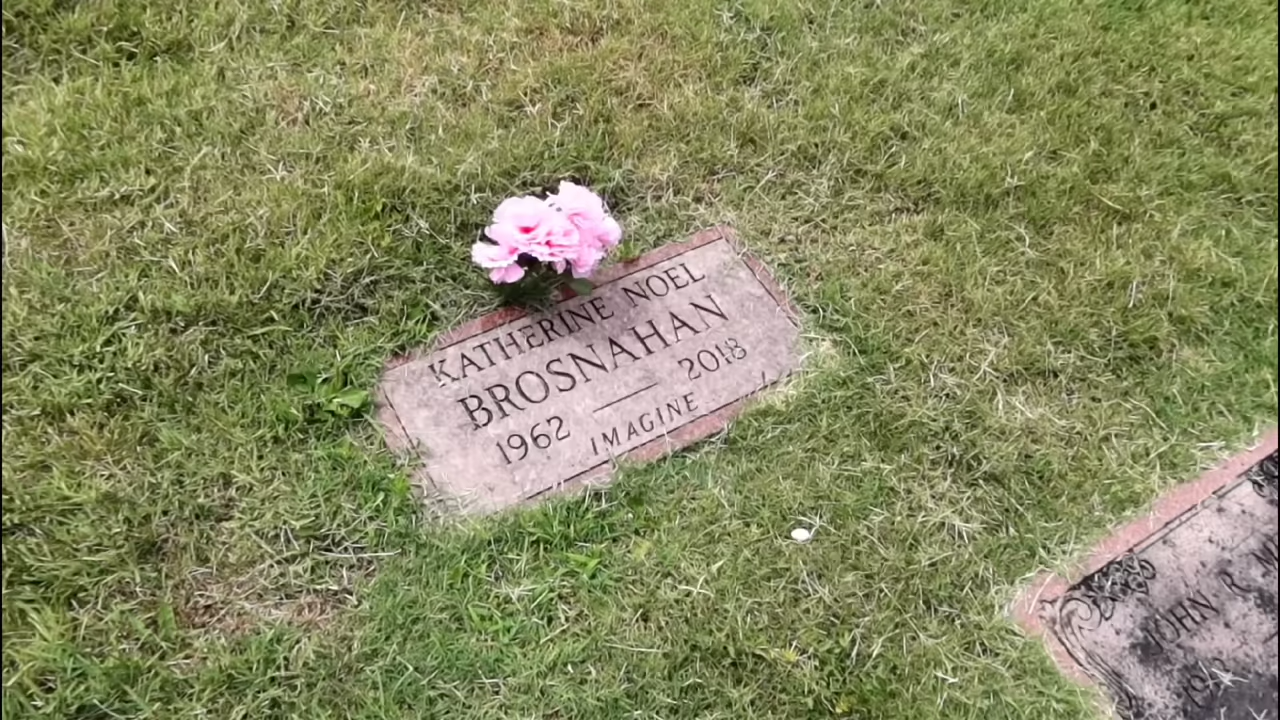 KATHERINE NOEL
BROSNAHAN
1962 — 2018
IMAGINE
JOHN R